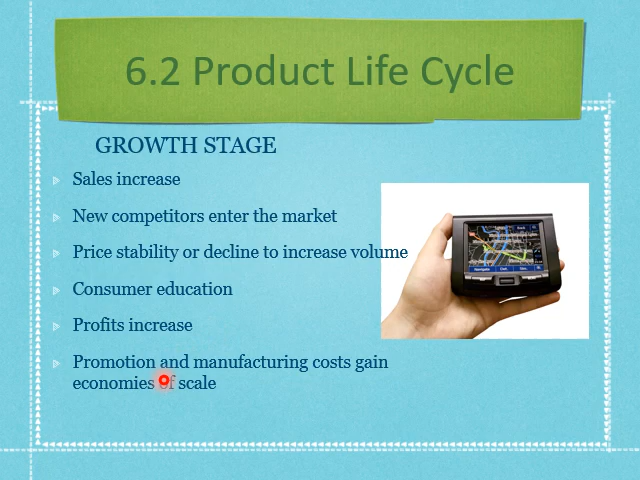 6.2 Product Life Cycle
GROWTH STAGE
Sales increase
New competitors enter the market
Price stability or decline to increase volume
Consumer education
Profits increase
Promotion and manufacturing costs gain
economies of scale